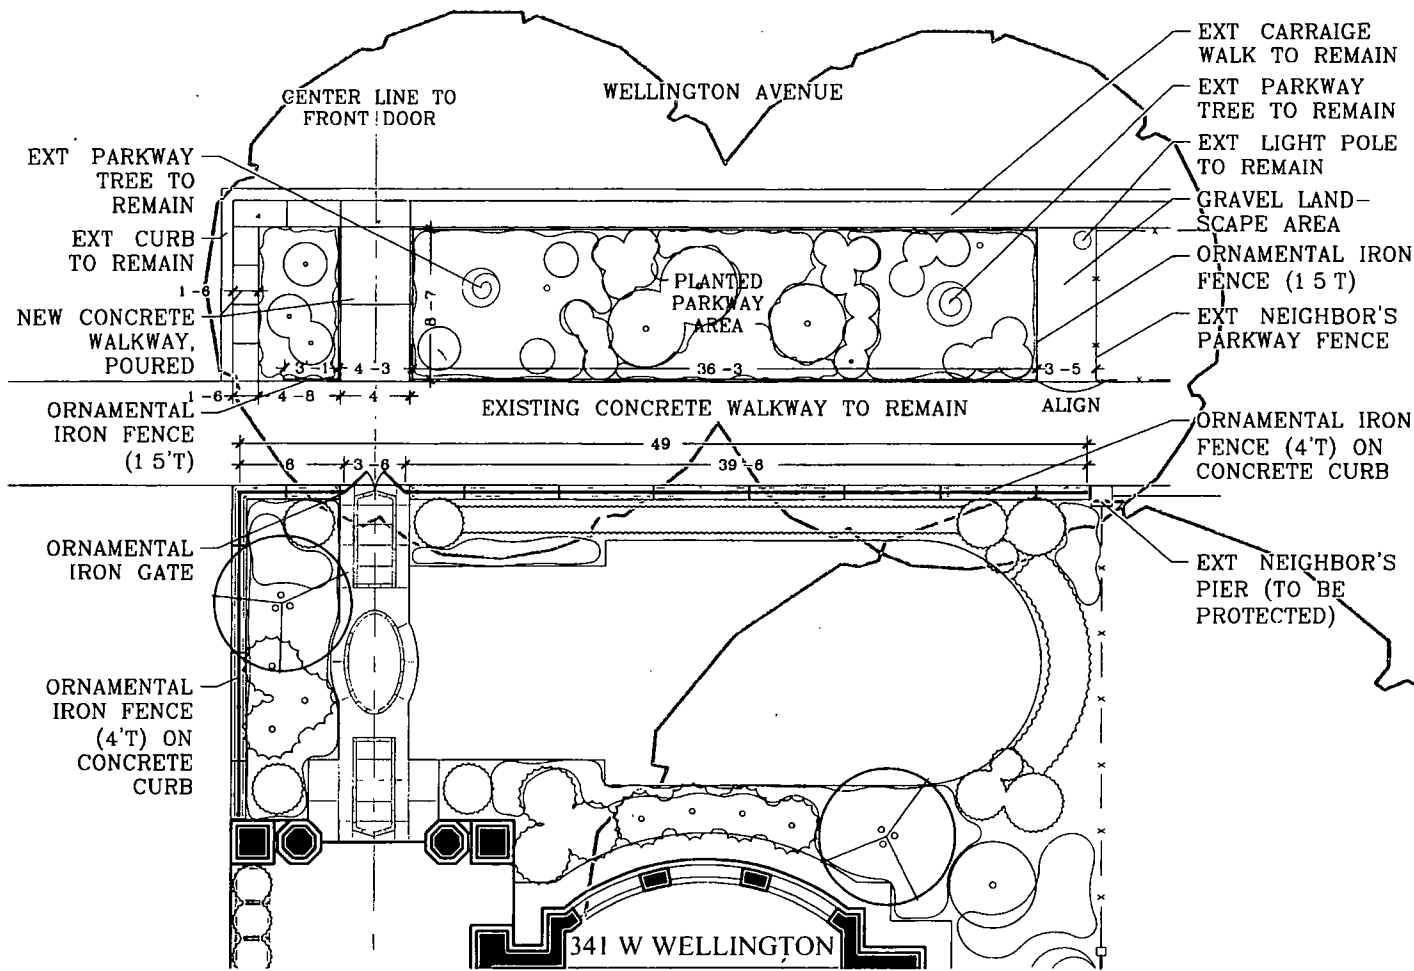 EXT CARRAIGE
WALK TO REMAIN
EXT PARKWAY
TREE TO REMAIN
EXT LIGHT POLE
TO REMAIN
GRAVEL LAND-
SCAPE AREA
ORNAMENTAL IRON
FENCE (1 5 T)
EXT NEIGHBOR'S
PARKWAY FENCE
ORNAMENTAL IRON
FENCE (4'T) ON
CONCRETE CURB
EXT NEIGHBOR'S
PIER (TO BE
PROTECTED)
WELLINGTON AVENUE
CENTER LINE TO
FRONT DOOR
EXT PARKWAY
TREE TO
REMAIN
EXT CURB
TO REMAIN
1 -6
NEW CONCRETE
WALKWAY,
POURED
ORNAMENTAL
IRON FENCE
(1 5'T)
ORNAMENTAL
IRON GATE
ORNAMENTAL
IRON FENCE
(4'T) ON
CONCRETE
CURB
PLANTED
PARKWAY
AREA
8 -7
3 -1
4 -3
36 -3
3 -5
1 -6
4 -8
4
EXISTING CONCRETE WALKWAY TO REMAIN
ALIGN
49
6
3 -6
39 -6
341 W WELLINGTON